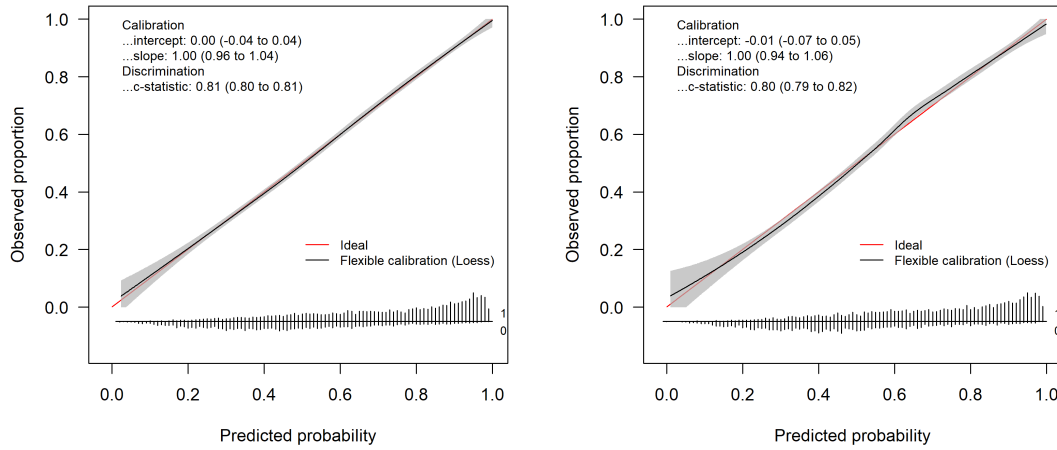 Calibration
...intercept: 0.00 (-0.04 to 0.04)
...slope: 1.00 (0.96 to 1.04)
Discrimination
...c-statistic: 0.81 (0.80 to 0.81)
Observed proportion
1.0
0.8
0.6
0.4
0.2
0.0
Ideal
Flexible calibration (Loess)
1
0
0.0 0.2 0.4 0.6 0.8 1.0
Predicted probability
Calibration
...intercept: -0.01 (-0.07 to 0.05)
...slope: 1.00 (0.94 to 1.06)
Discrimination
...c-statistic: 0.80 (0.79 to 0.82)
Observed proportion
1.0
0.8
0.6
0.4
0.2
0.0
Ideal
Flexible calibration (Loess)
1
0
0.0 0.2 0.4 0.6 0.8 1.0
Predicted probability